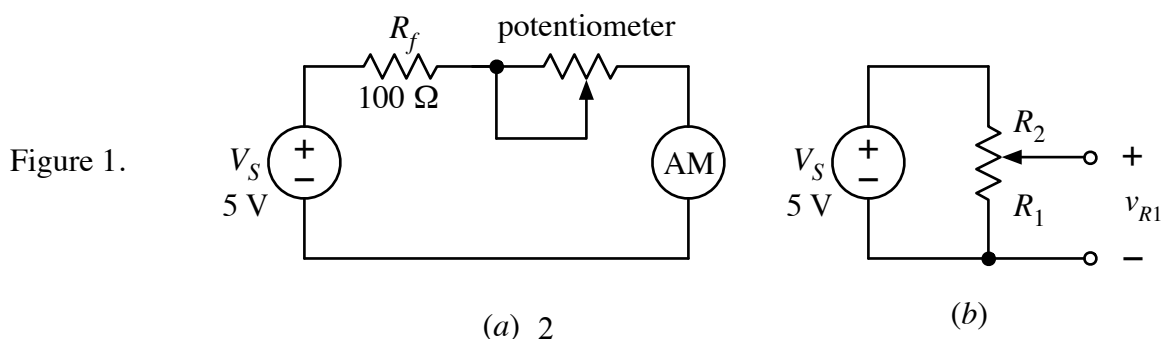 Figure 1.
R_f
100 Ω
potentiometer
V_S
5 V
+
−
AM
(a) 2
V_S
5 V
+
−
R_2
R_1
+
v_R1
−
(b)